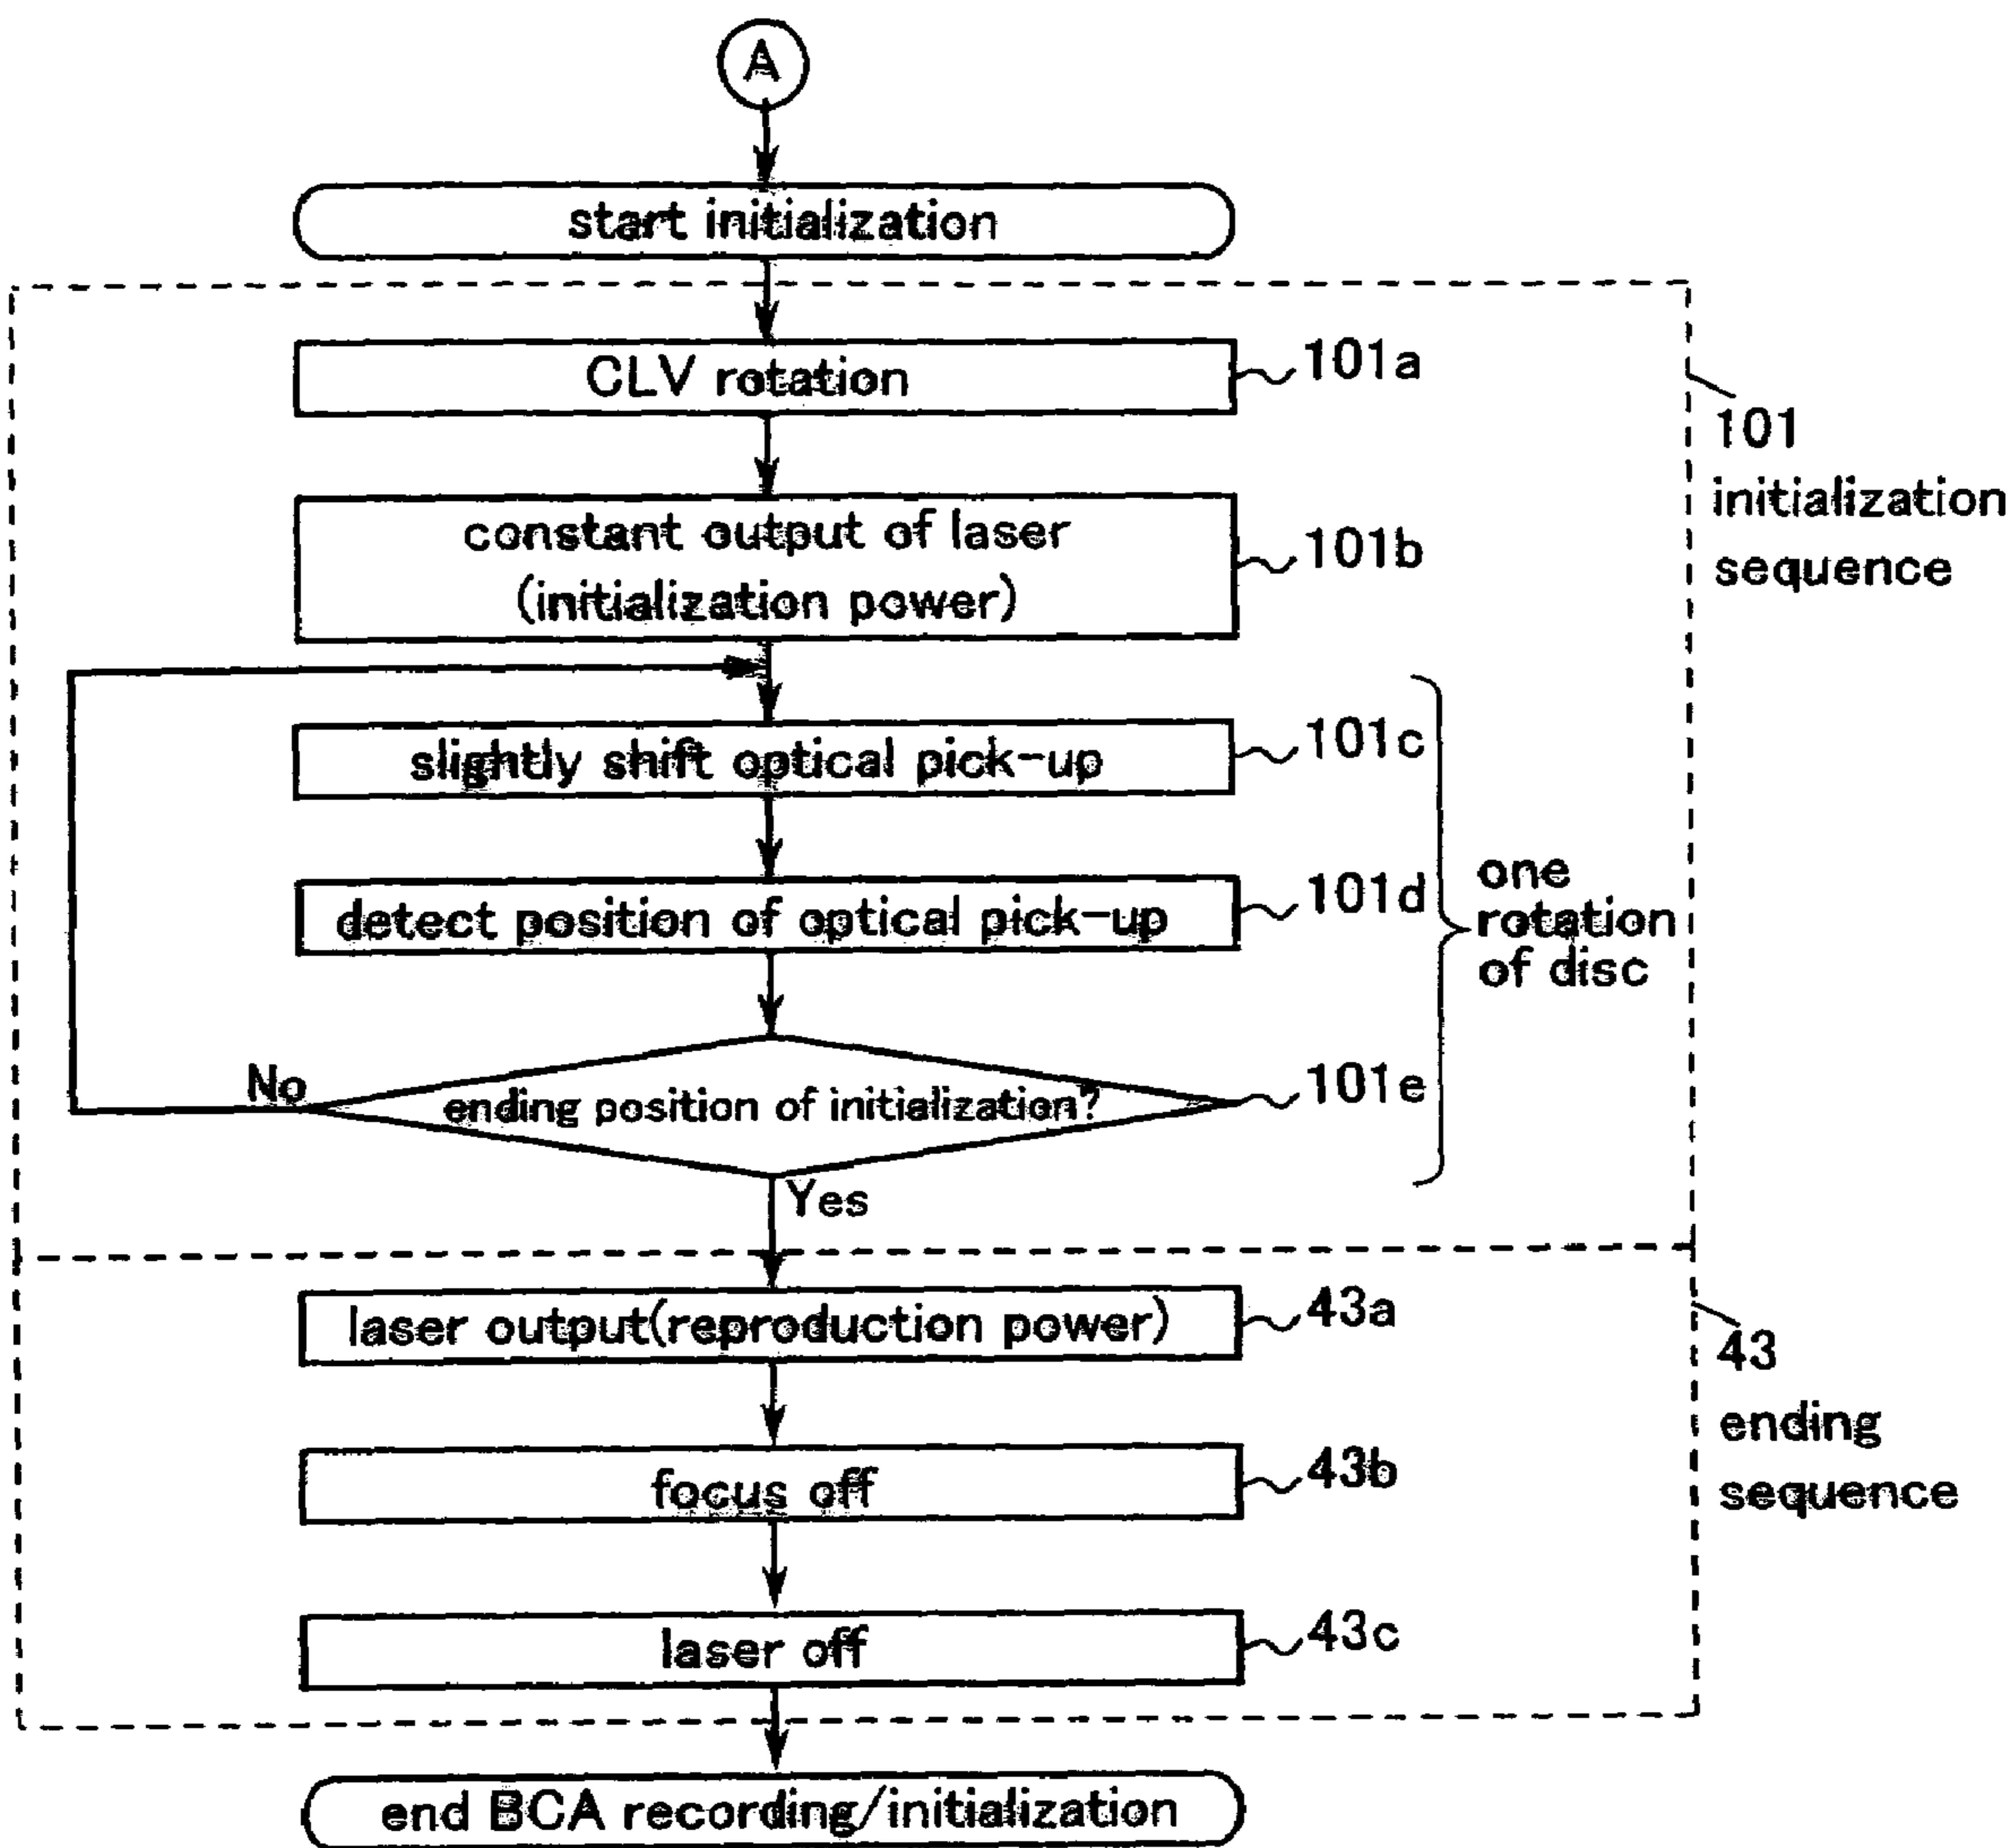 A
start initialization
CLV rotation
101a
101
initialization
sequence
constant output of laser
(initialization power)
101b
slightly shift optical pick-up
101c
detect position of optical pick-up
101d
one
rotation
of disc
No
ending position of initialization?
101e
Yes
laser output(reproduction power)
43a
43
ending
sequence
focus off
43b
laser off
43c
end BCA recording/initialization